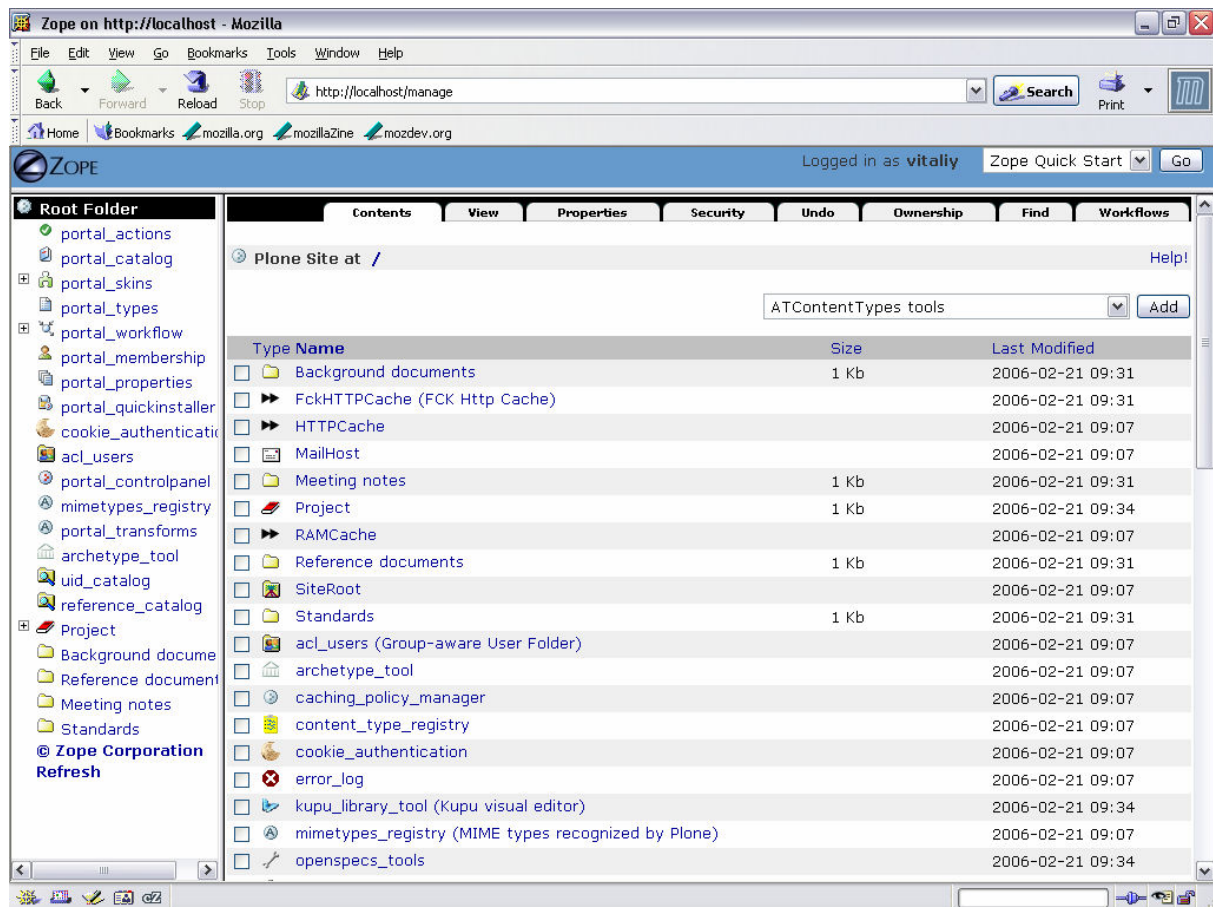 Zope on http://localhost - Mozilla
File Edit View Go Bookmarks Tools Window Help
Back Forward Reload Stop http://localhost/manage Search Print
Home Bookmarks mozilla.org mozillaZine mozdev.org
ZOPE Logged in as vitaliy Zope Quick Start Go
Root Folder
portal_actions
portal_catalog
portal_skins
portal_types
portal_workflow
portal_membership
portal_properties
portal_quickinstaller
cookie_authenticatic
acl_users
portal_controlpanel
mimetypes_registry
portal_transforms
archetype_tool
uid_catalog
reference_catalog
Project
Background docume
Reference document
Meeting notes
Standards
© Zope Corporation
Refresh
Contents View Properties Security Undo Ownership Find Workflows
Plone Site at / Help!
ATContentTypes tools Add
Type Name Size Last Modified
Background documents 1 Kb 2006-02-21 09:31
FckHTTPCache (FCK Http Cache) 2006-02-21 09:31
HTTPCache 2006-02-21 09:07
MailHost 2006-02-21 09:07
Meeting notes 1 Kb 2006-02-21 09:31
Project 1 Kb 2006-02-21 09:34
RAMCache 2006-02-21 09:07
Reference documents 1 Kb 2006-02-21 09:31
SiteRoot 2006-02-21 09:07
Standards 1 Kb 2006-02-21 09:31
acl_users (Group-aware User Folder) 2006-02-21 09:07
archetype_tool 2006-02-21 09:07
caching_policy_manager 2006-02-21 09:07
content_type_registry 2006-02-21 09:07
cookie_authentication 2006-02-21 09:07
error_log 2006-02-21 09:07
kupu_library_tool (Kupu visual editor) 2006-02-21 09:34
mimetypes_registry (MIME types recognized by Plone) 2006-02-21 09:07
openspecs_tools 2006-02-21 09:34